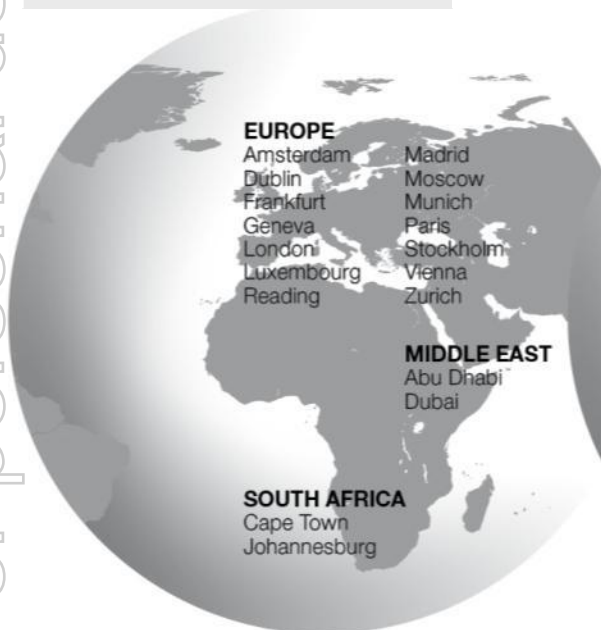 EUROPE
Amsterdam
Dublin
Frankfurt
Geneva
London
Luxembourg
Reading
Madrid
Moscow
Munich
Paris
Stockholm
Vienna
Zurich
MIDDLE EAST
Abu Dhabi
Dubai
SOUTH AFRICA
Cape Town
Johannesburg